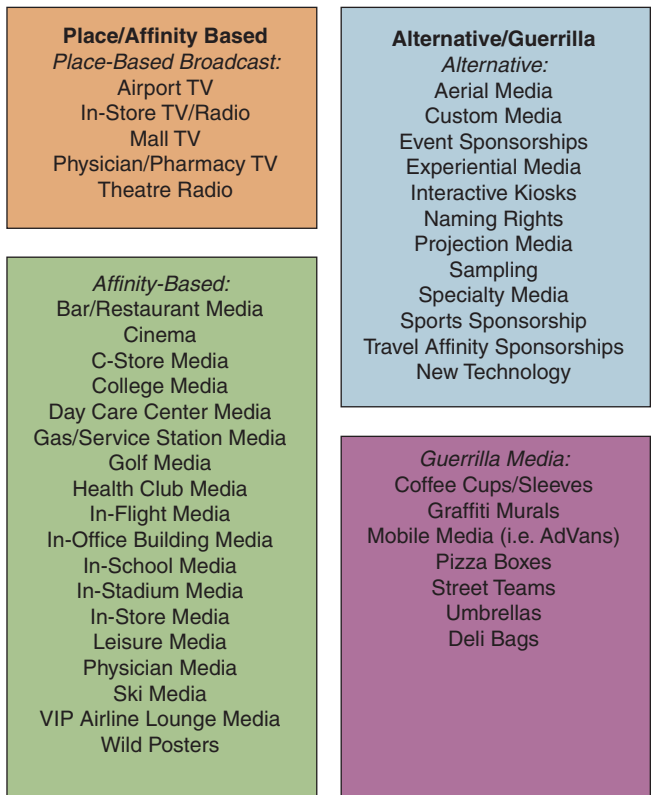 Place/Affinity Based
Place-Based Broadcast:
Airport TV
In-Store TV/Radio
Mall TV
Physician/Pharmacy TV
Theatre Radio
Affinity-Based:
Bar/Restaurant Media
Cinema
C-Store Media
College Media
Day Care Center Media
Gas/Service Station Media
Golf Media
Health Club Media
In-Flight Media
In-Office Building Media
In-School Media
In-Stadium Media
In-Store Media
Leisure Media
Physician Media
Ski Media
VIP Airline Lounge Media
Wild Posters
Alternative/Guerrilla
Alternative:
Aerial Media
Custom Media
Event Sponsorships
Experiential Media
Interactive Kiosks
Naming Rights
Projection Media
Sampling
Specialty Media
Sports Sponsorship
Travel Affinity Sponsorships
New Technology
Guerrilla Media:
Coffee Cups/Sleeves
Graffiti Murals
Mobile Media (i.e. AdVans)
Pizza Boxes
Street Teams
Umbrellas
Deli Bags